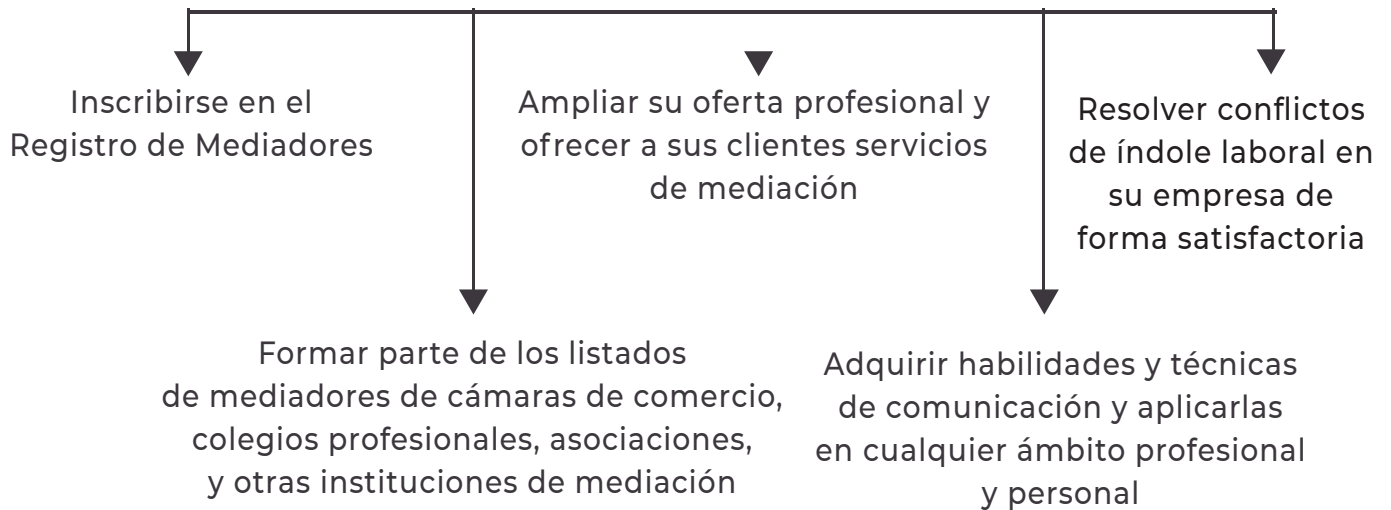 Inscribirse en el
Registro de Mediadores
Ampliar su oferta profesional y
ofrecer a sus clientes servicios
de mediación
Resolver conflictos
de índole laboral en
su empresa de
forma satisfactoria
Formar parte de los listados
de mediadores de cámaras de comercio,
colegios profesionales, asociaciones,
y otras instituciones de mediación
Adquirir habilidades y técnicas
de comunicación y aplicarlas
en cualquier ámbito profesional
y personal